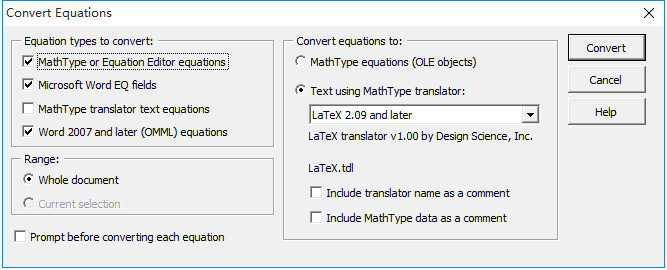 Convert Equations
Equation types to convert:
MathType or Equation Editor equations
Microsoft Word EQ fields
MathType translator text equations
Word 2007 and later (OMML) equations
Range:
Whole document
Current selection
Prompt before converting each equation
Convert equations to:
MathType equations (OLE objects)
Text using MathType translator:
LaTeX 2.09 and later
LaTeX translator v1.00 by Design Science, Inc.
LaTeX.tdl
Include translator name as a comment
Include MathType data as a comment
Convert
Cancel
Help